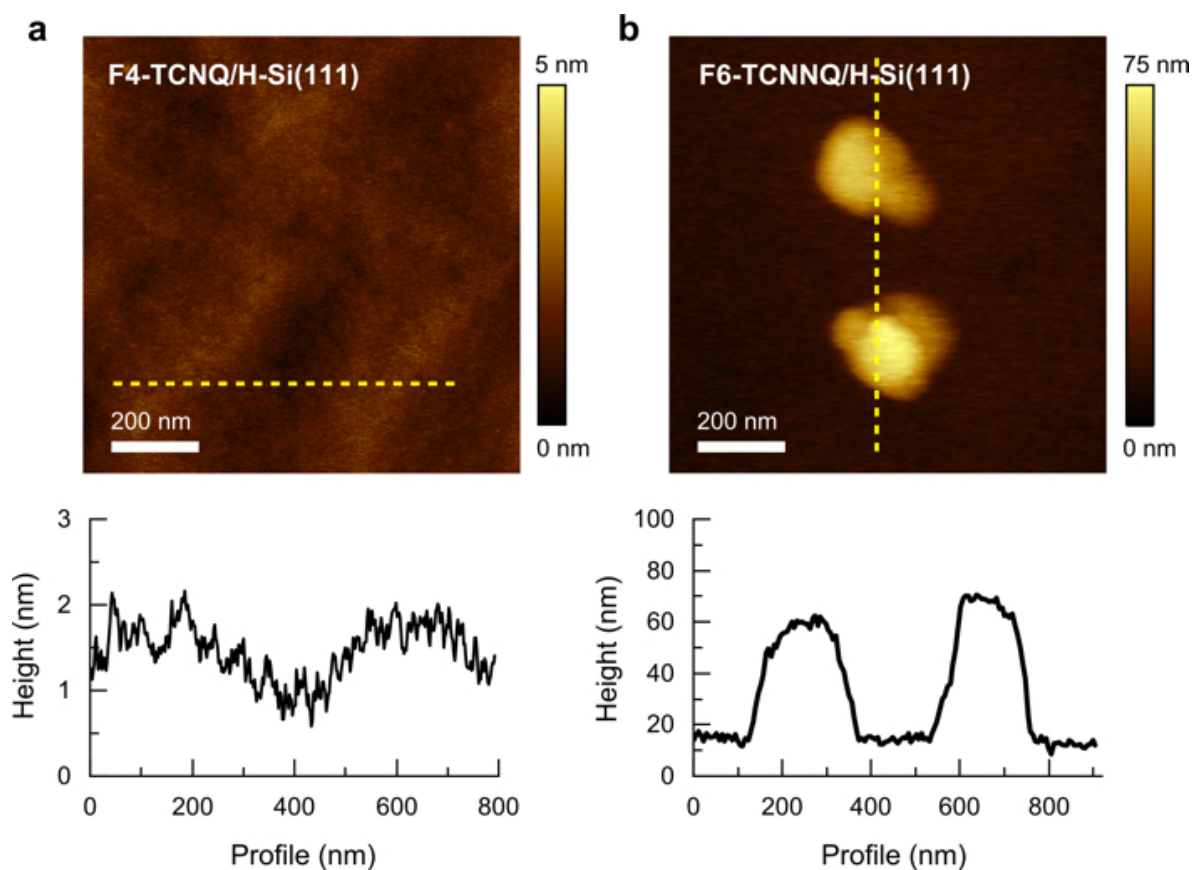 a
F4-TCNQ/H-Si(111)
5 nm
200 nm
0 nm
b
F6-TCNNQ/H-Si(111)
75 nm
200 nm
0 nm
Height (nm)
3
2
1
0
0 200 400 600 800
Profile (nm)
Height (nm)
100
80
60
40
20
0
0 200 400 600 800
Profile (nm)